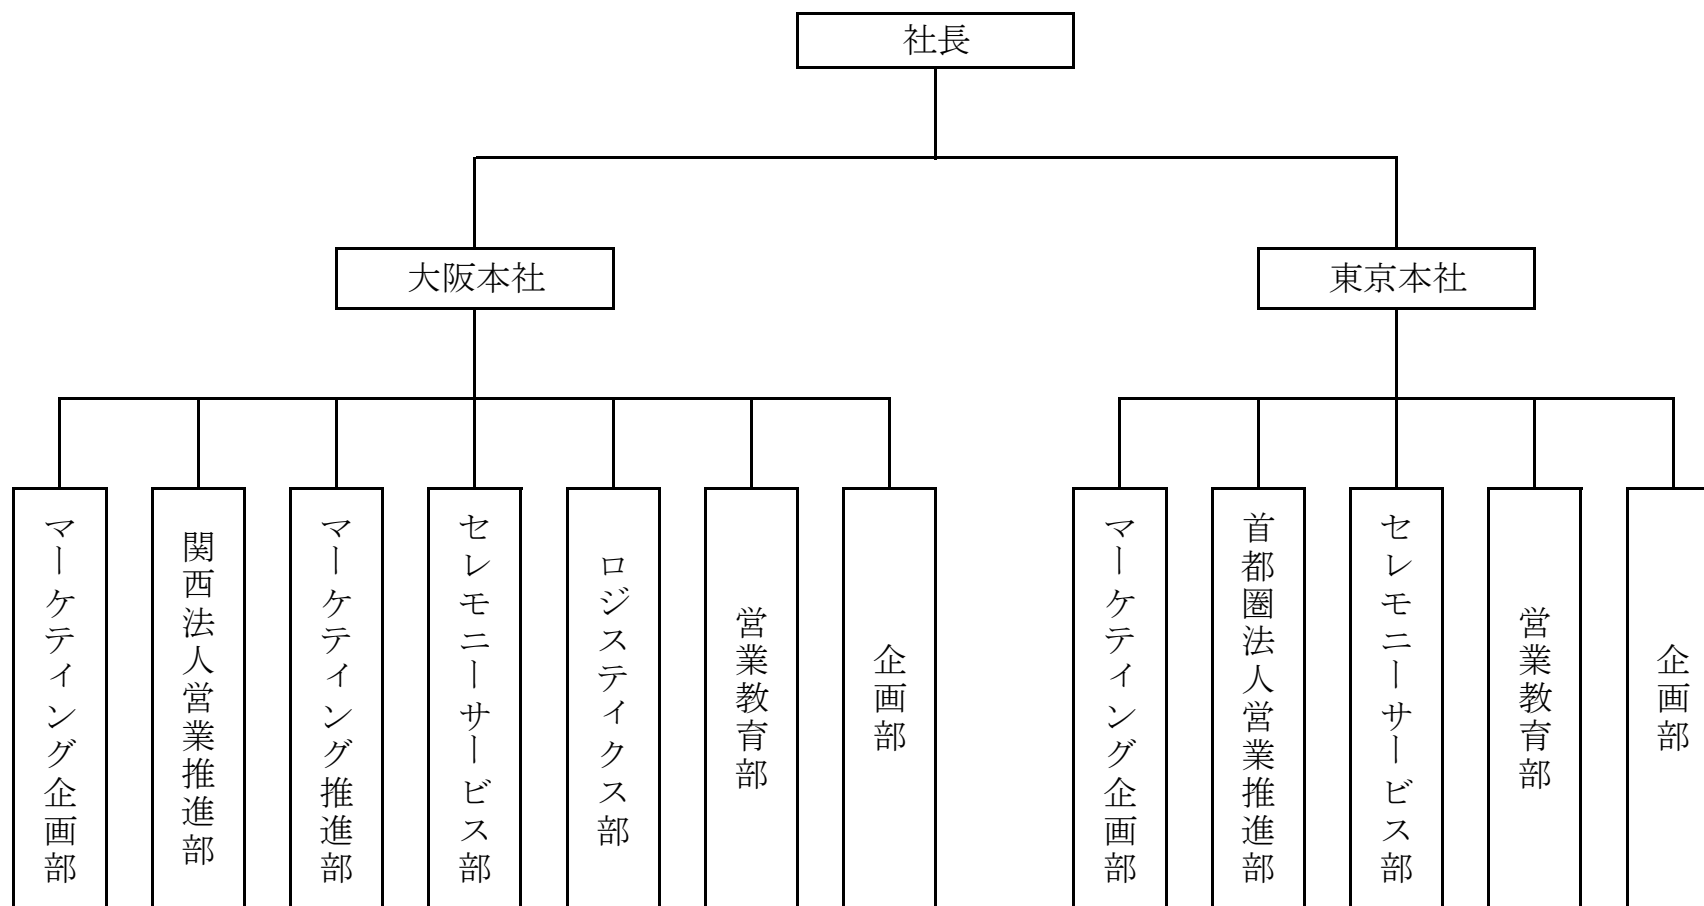 社長
大阪本社
東京本社
マーケティング企画部
関西法人営業推進部
マーケティング推進部
セレモニーサービス部
ロジスティクス部
営業教育部
企画部
マーケティング企画部
首都圏法人営業推進部
セレモニーサービス部
営業教育部
企画部